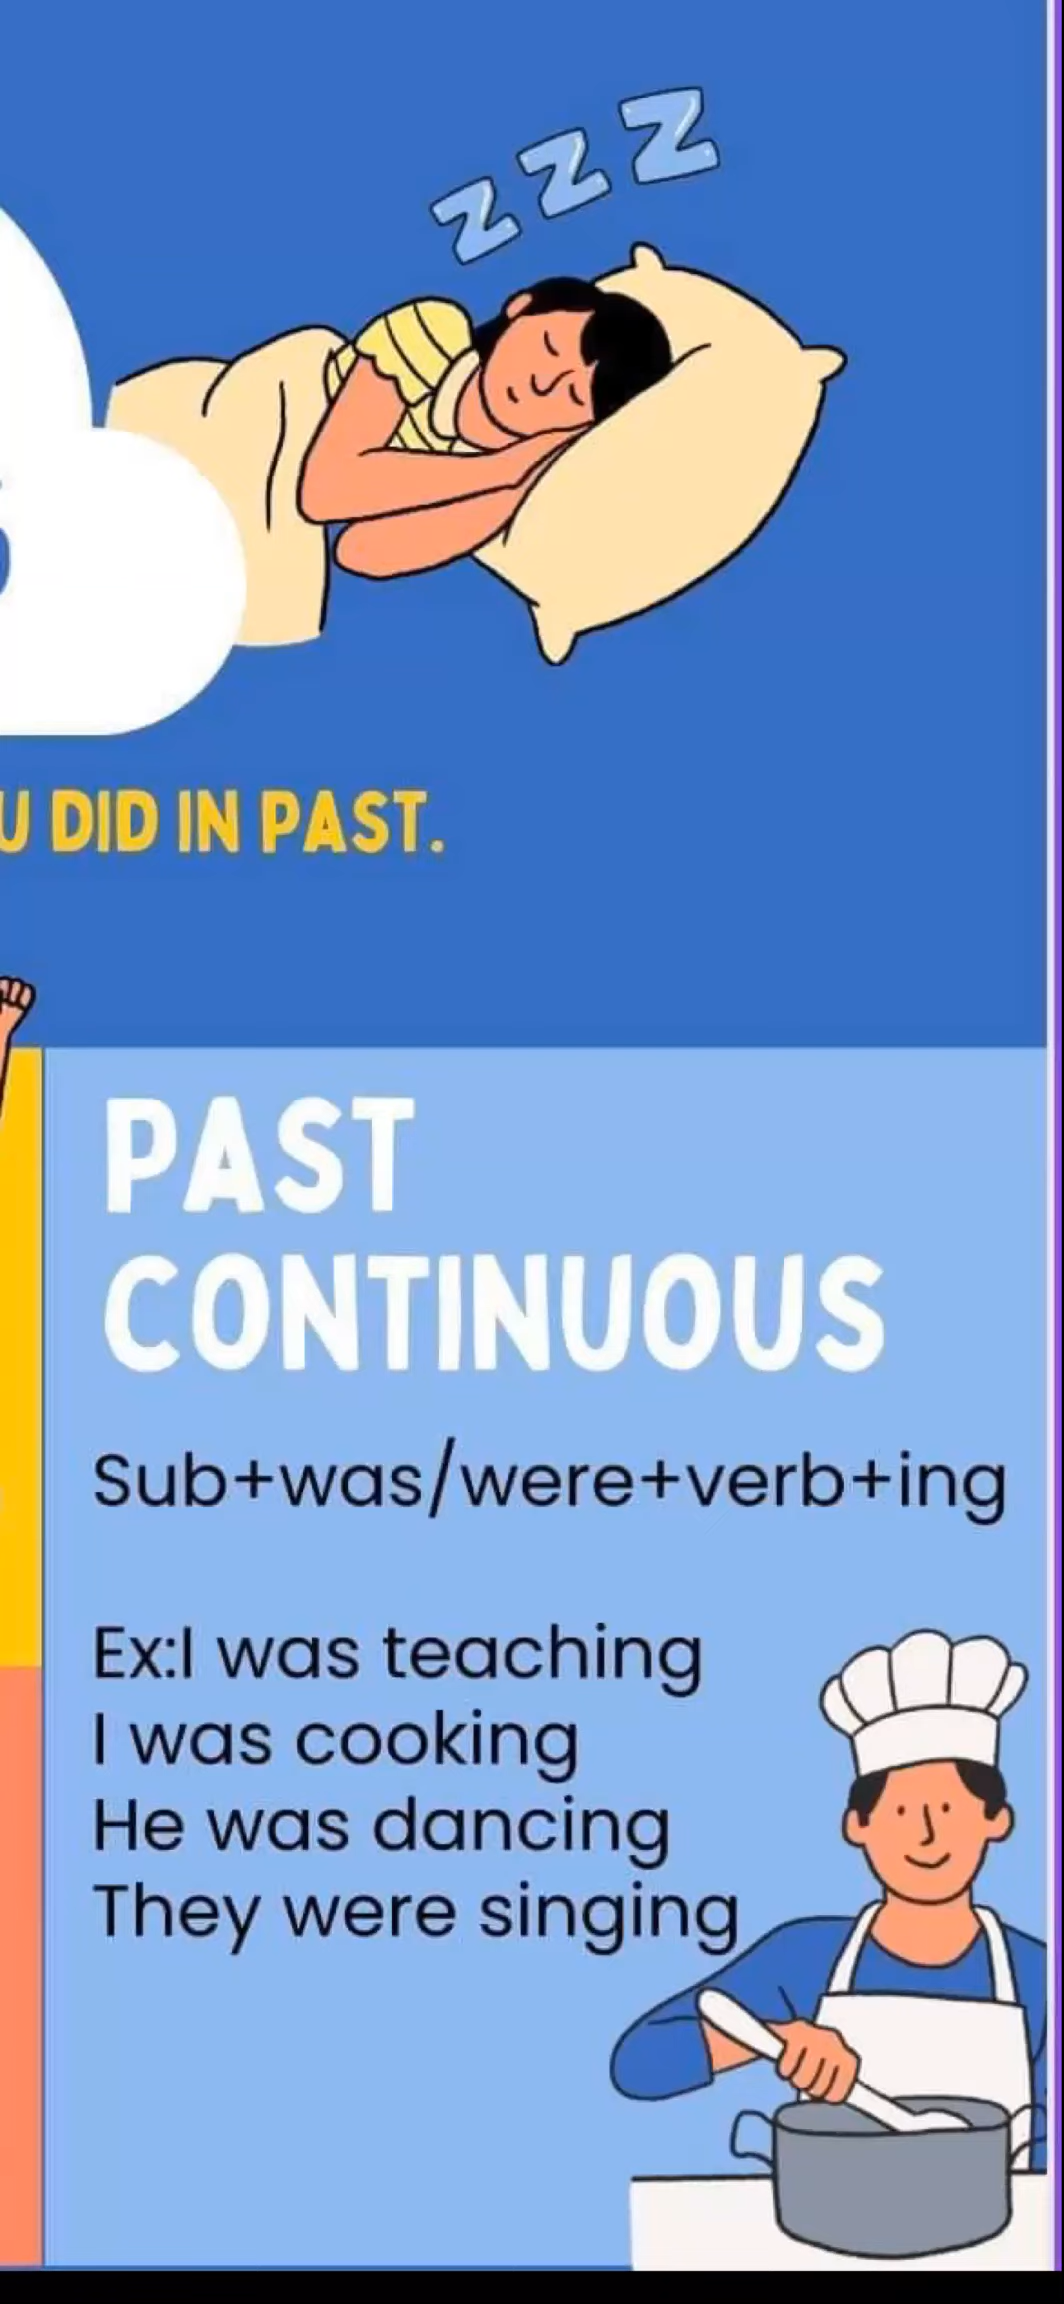 Z Z Z
U DID IN PAST.
PAST
CONTINUOUS
Sub+was/were+verb+ing
Ex:I was teaching
I was cooking
He was dancing
They were singing